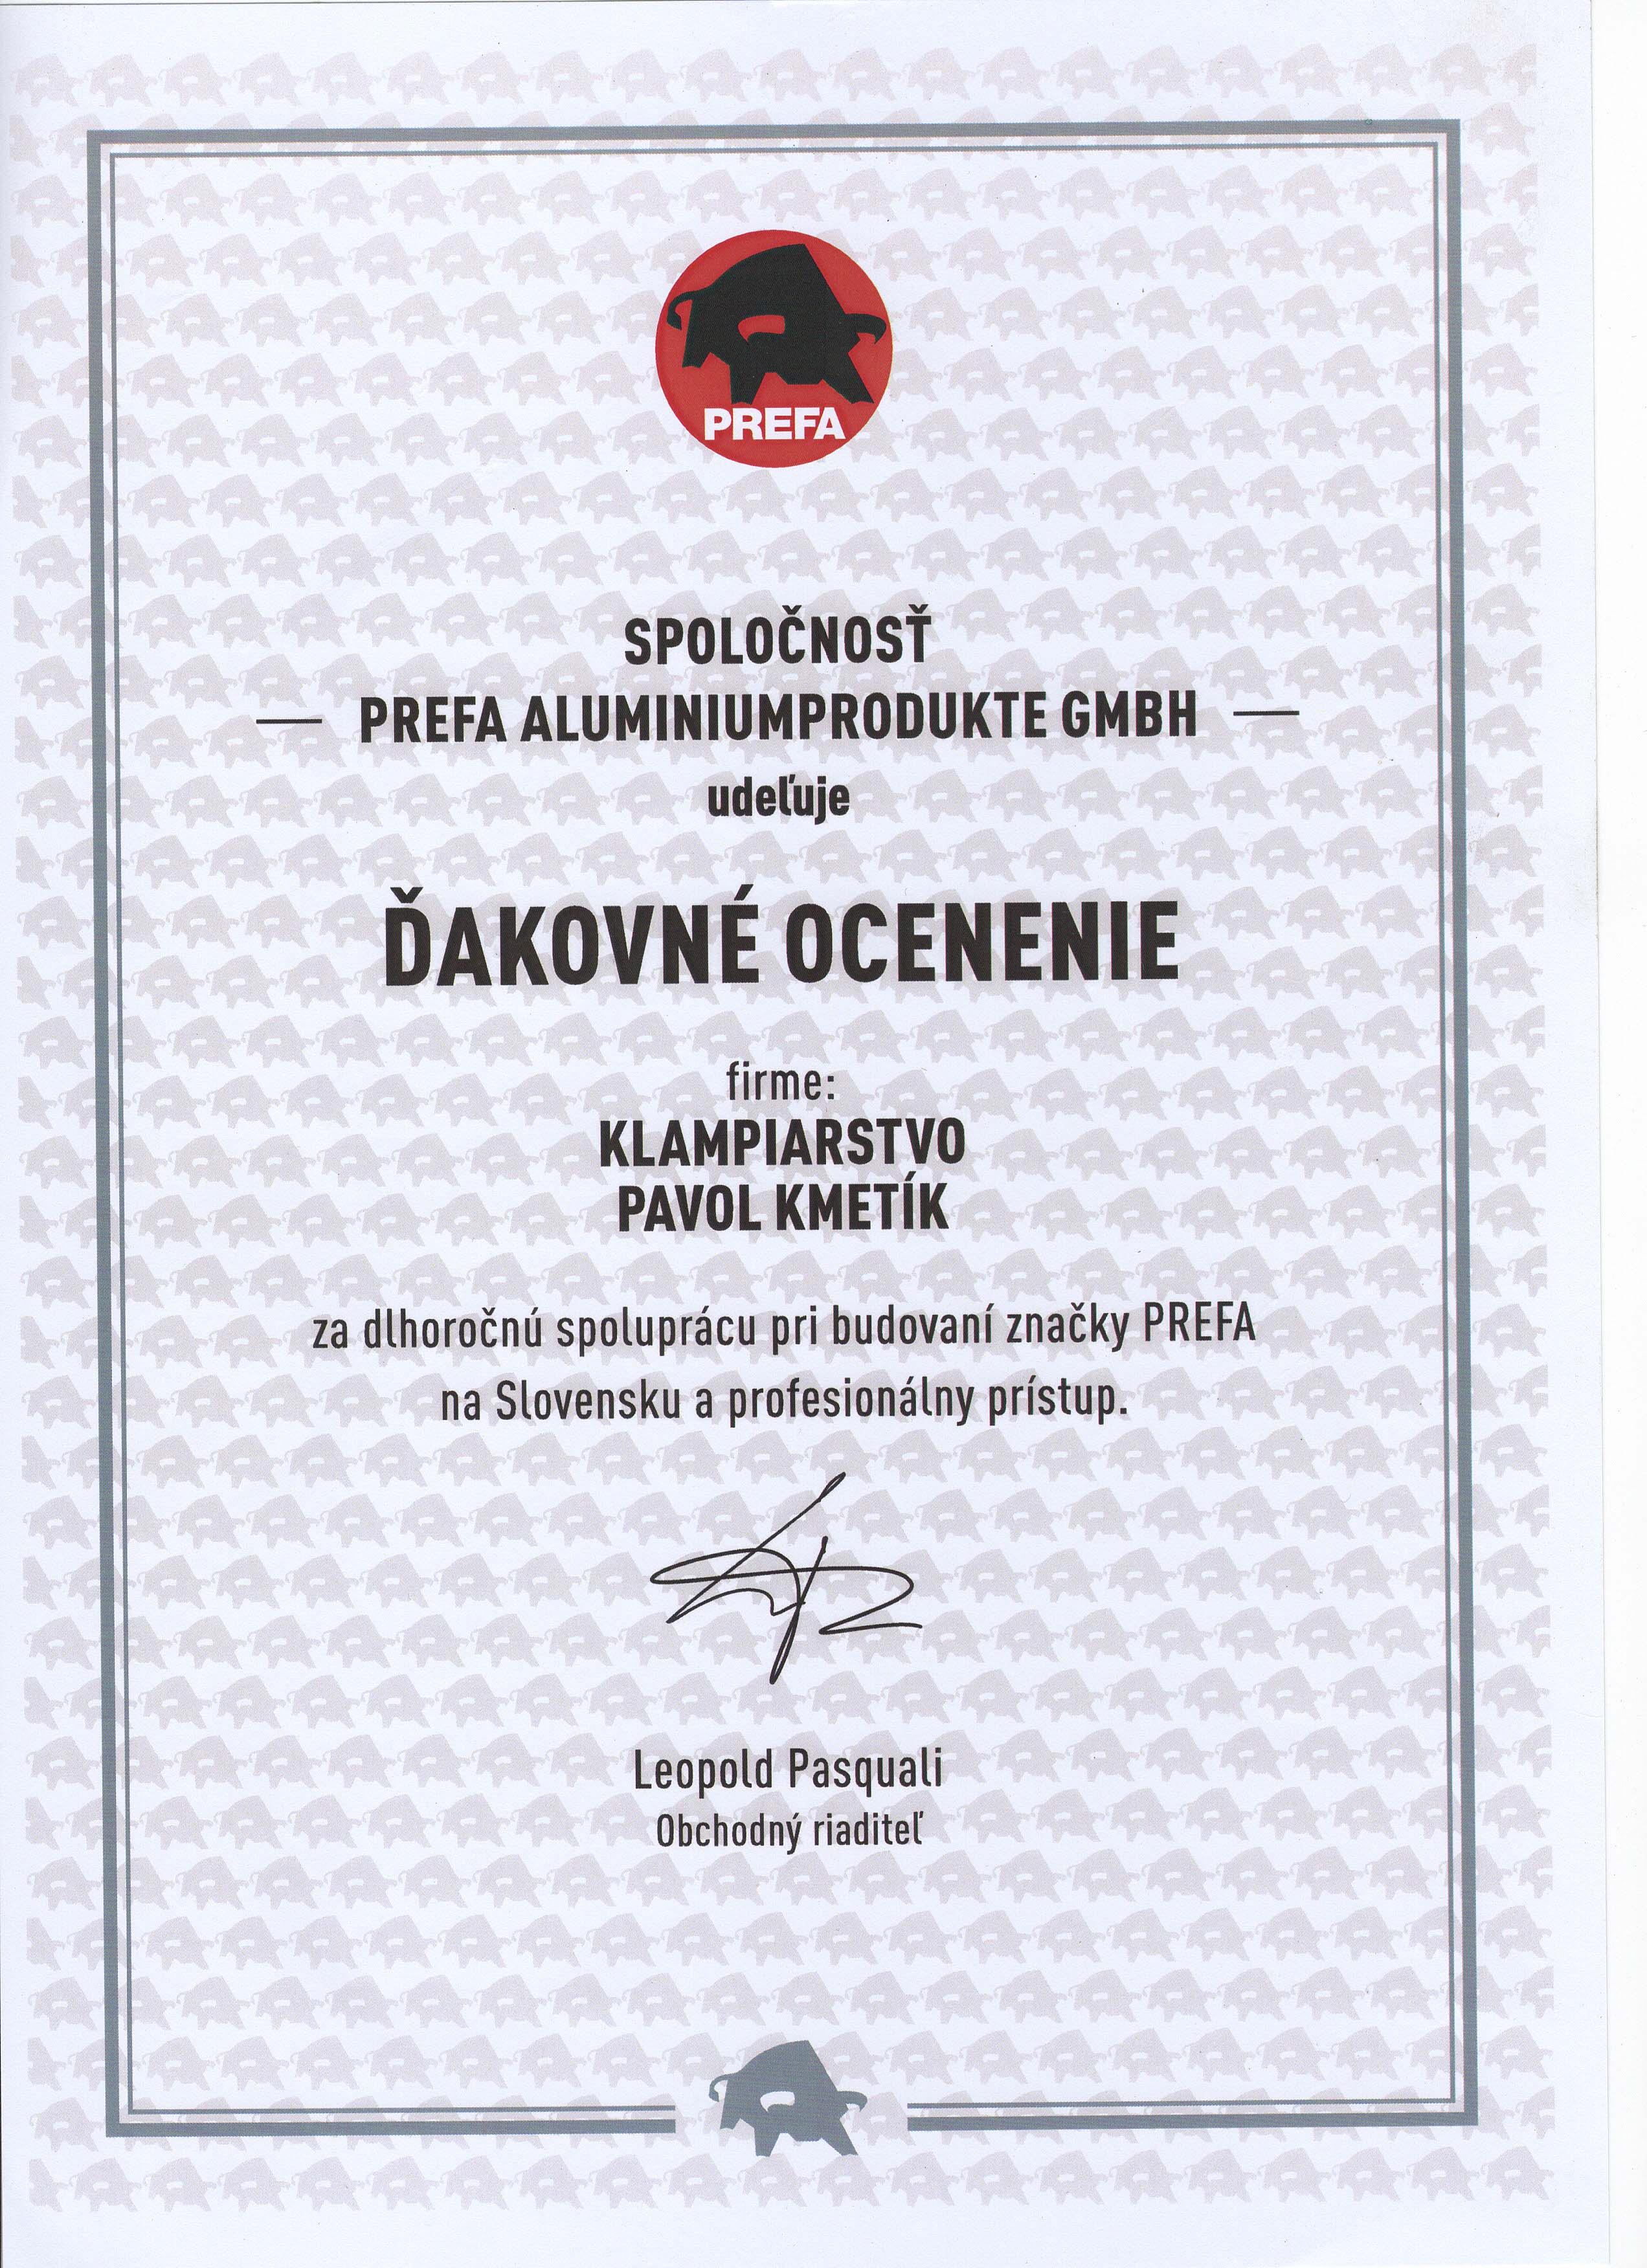 PREFA
SPOLOČNOSŤ
— PREFA ALUMINIUMPRODUKTE GMBH —
udeľuje
ĎAKOVNÉ OCENENIE
firme:
KLAMPIARSTVO
PAVOL KMETÍK
za dlhoročnú spoluprácu pri budovaní značky PREFA
na Slovensku a profesionálny prístup.
Leopold Pasquali
Obchodný riaditeľ